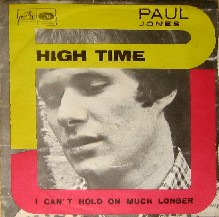 PAUL
JONES
HIGH TIME
I CAN'T HOLD ON MUCH LONGER